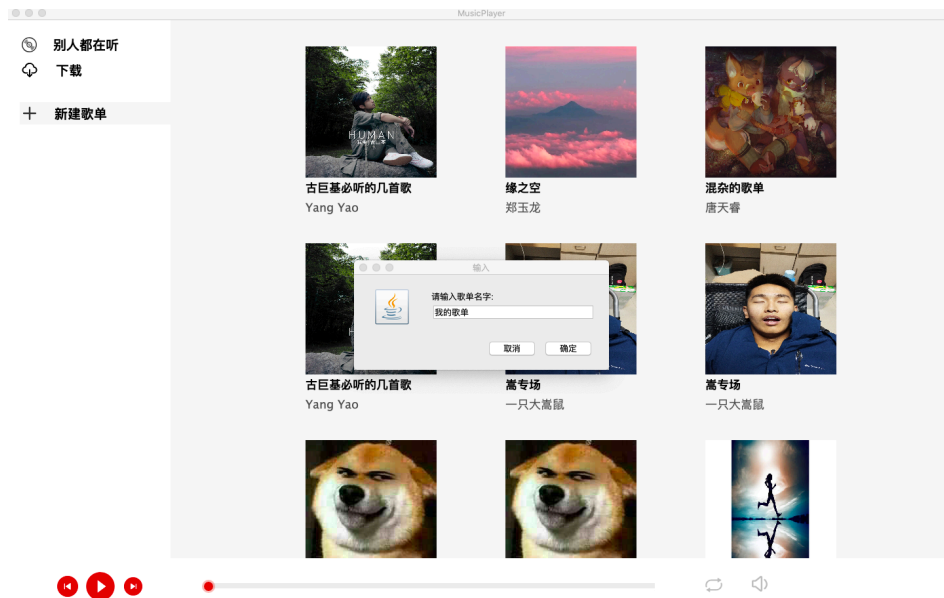 MusicPlayer
别人都在听
下载
新建歌单
HUMAN
古巨基必听的几首歌
Yang Yao
缘之空
郑玉龙
混杂的歌单
唐天睿
输入
请输入歌单名字:
我的歌单
取消
确定
古巨基必听的几首歌
Yang Yao
嵩专场
一只大嵩鼠
嵩专场
一只大嵩鼠